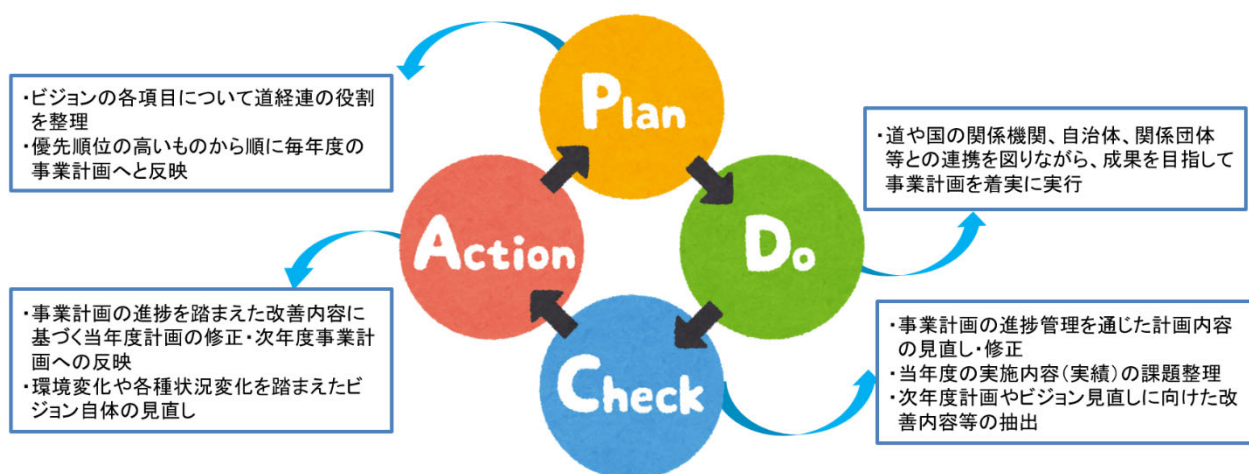 Plan
・ビジョンの各項目について道経連の役割
を整理
・優先順位の高いものから順に毎年度の
事業計画へと反映
Do
・道や国の関係機関、自治体、関係団体
等との連携を図りながら、成果を目指して
事業計画を着実に実行
Check
・事業計画の進捗管理を通じた計画内容
の見直し・修正
・当年度の実施内容(実績)の課題整理
・次年度計画やビジョン見直しに向けた改
善内容等の抽出
Action
・事業計画の進捗を踏まえた改善内容に
基づく当年度計画の修正・次年度事業計
画への反映
・環境変化や各種状況変化を踏まえたビ
ジョン自体の見直し